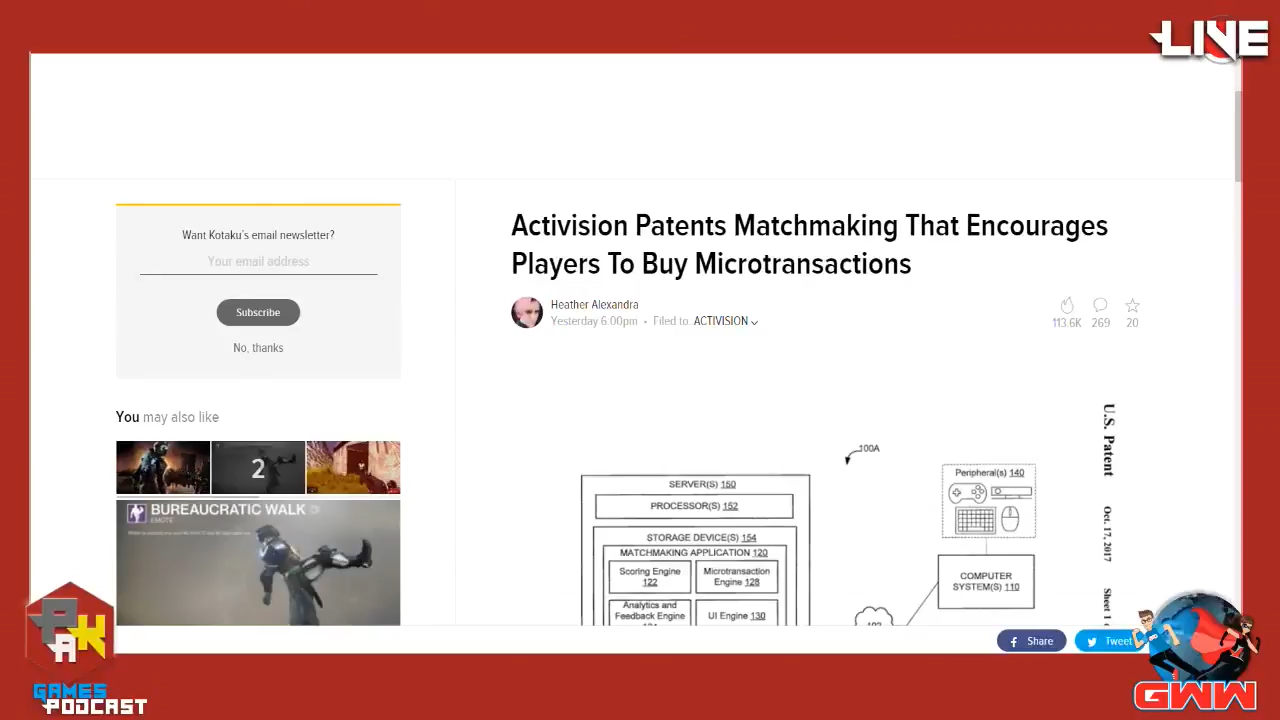 LIVE
Want Kotaku's email newsletter?
Your email address
Subscribe
No, thanks
You may also like
2
BUREAUCRATIC WALK
EMOTE
Activision Patents Matchmaking That Encourages
Players To Buy Microtransactions
Heather Alexandra
Yesterday 6:00pm • Filed to: ACTIVISION
113.6K 269 20
100A
SERVER(S) 150
PROCESSOR(S) 152
STORAGE DEVICE(S) 154
MATCHMAKING APPLICATION 120
Scoring Engine
122
Microtransaction
Engine 128
Analytics and
Feedback Engine
UI Engine 130
Peripheral(s) 140
COMPUTER
SYSTEM(S) 110
U.S. Patent
Oct. 17, 2017
Sheet 1
Share
Tweet
PAK
GAMES
PODCAST
GWW